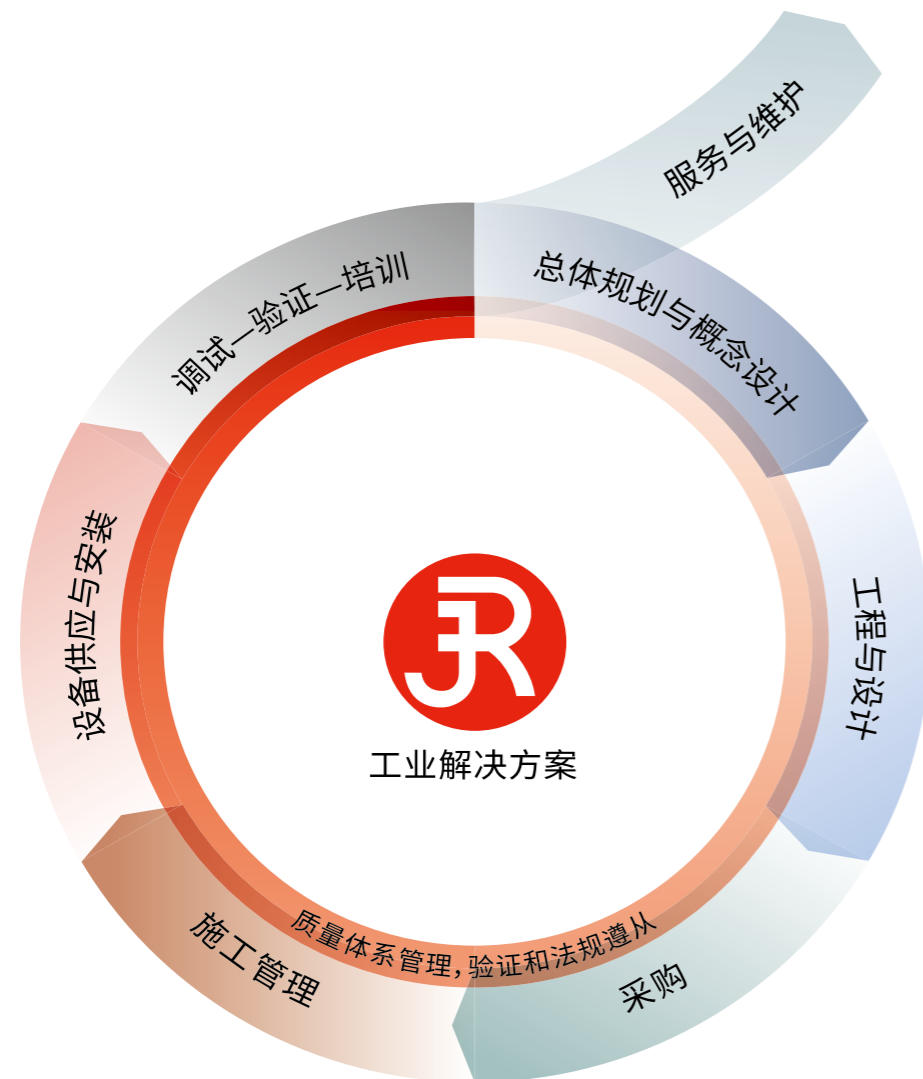 服务与维护
总体规划与概念设计
工程与设计
采购
施工管理
设备供应与安装
调试—验证—培训
质量体系管理,验证和法规遵从
JR
工业解决方案